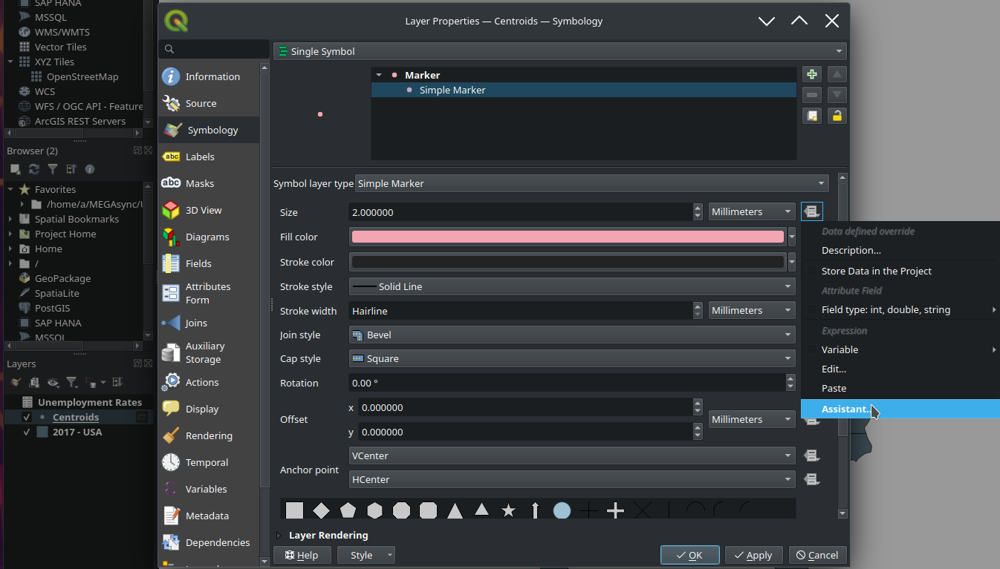 SAP HANA
MSSQL
WMS/WMTS
Vector Tiles
XYZ Tiles
OpenStreetMap
WCS
WFS / OGC API - Feature
ArcGIS REST Servers
Browser (2)
Favorites
/home/a/MEGAsync/U
Spatial Bookmarks
Project Home
Home
/
GeoPackage
SpatiaLite
PostGIS
SAP HANA
MSSQL
Layers
Unemployment Rates
Centroids
2017 - USA
Layer Properties — Centroids — Symbology
Information
Source
Symbology
abc Labels
abc Masks
3D View
Diagrams
Fields
Attributes
Form
Joins
Auxiliary
Storage
Actions
Display
Rendering
Temporal
Variables
Metadata
Dependencies
Single Symbol
Marker
Simple Marker
Symbol layer type Simple Marker
Size 2.000000 Millimeters
Fill color
Stroke color
Stroke style Solid Line
Stroke width Hairline Millimeters
Join style Bevel
Cap style Square
Rotation 0.00 °
x 0.000000
Offset Millimeters
y 0.000000
VCenter
Anchor point
HCenter
Layer Rendering
Help Style OK Apply Cancel
Data defined override
Description...
Store Data in the Project
Attribute Field
Field type: int, double, string
Expression
Variable
Edit...
Paste
Assistant...